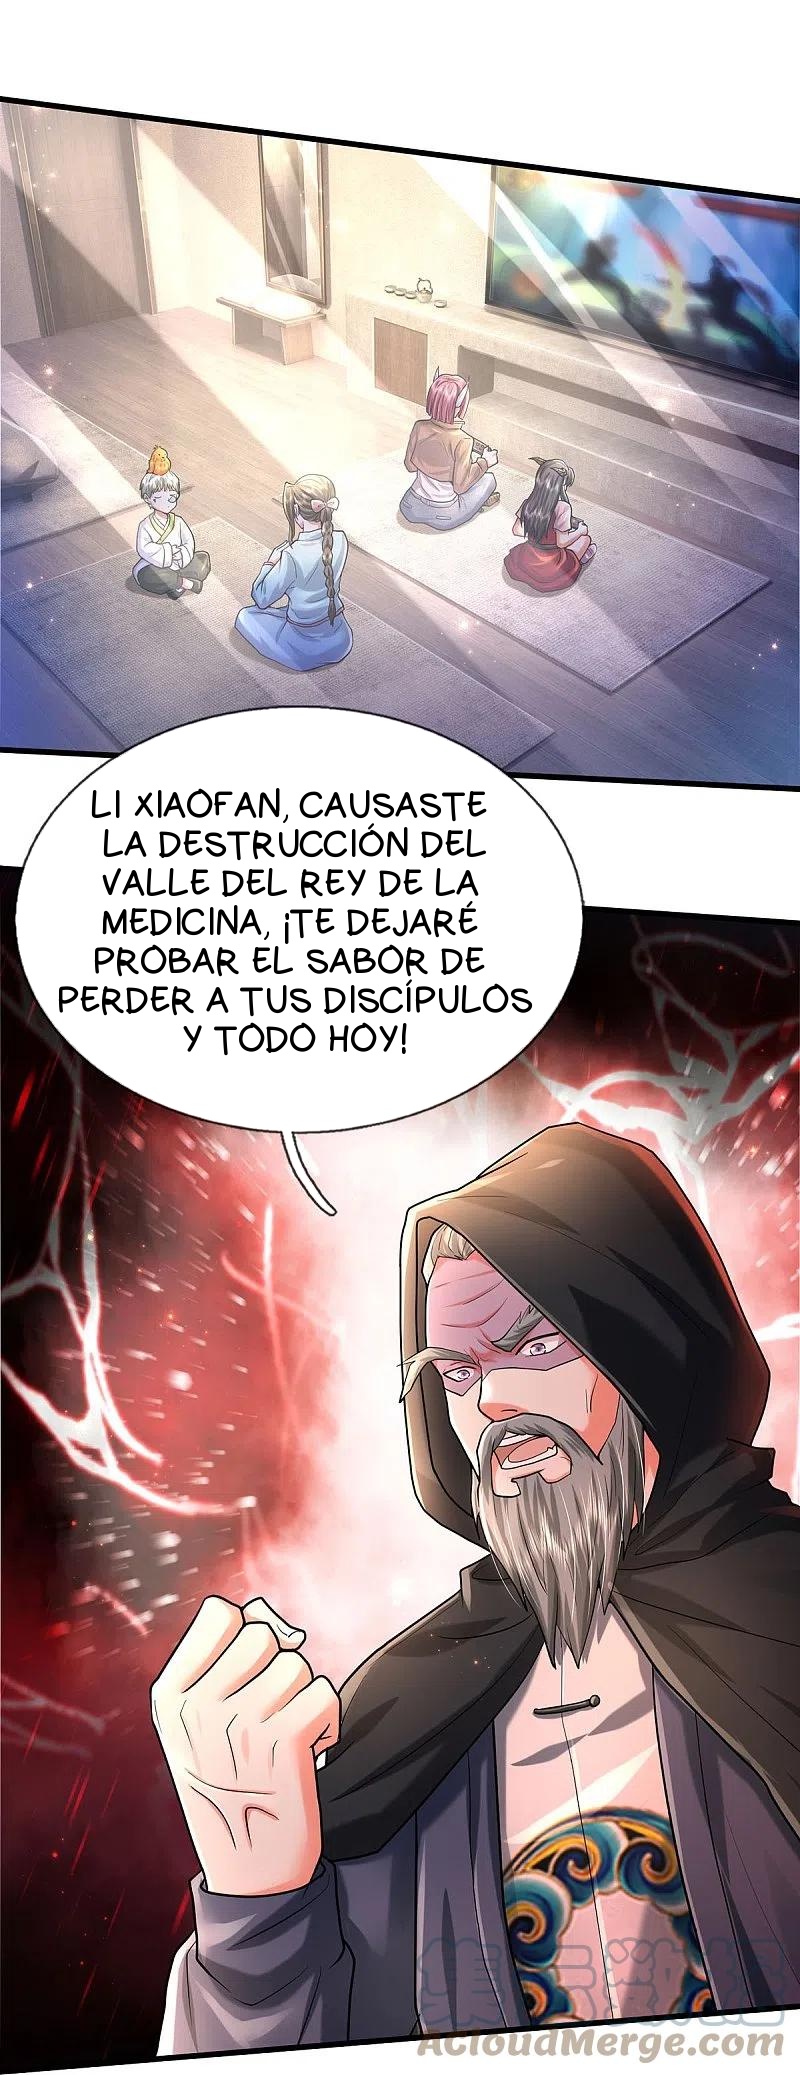 LI XIAOFAN, CAUSASTE
LA DESTRUCCIÓN DEL
VALLE DEL REY DE LA
MEDICINA, ¡TE DEJARÉ
PROBAR EL SABOR DE
PERDER A TUS DISCÍPULOS
Y TODO HOY!
AcloudMerge.com